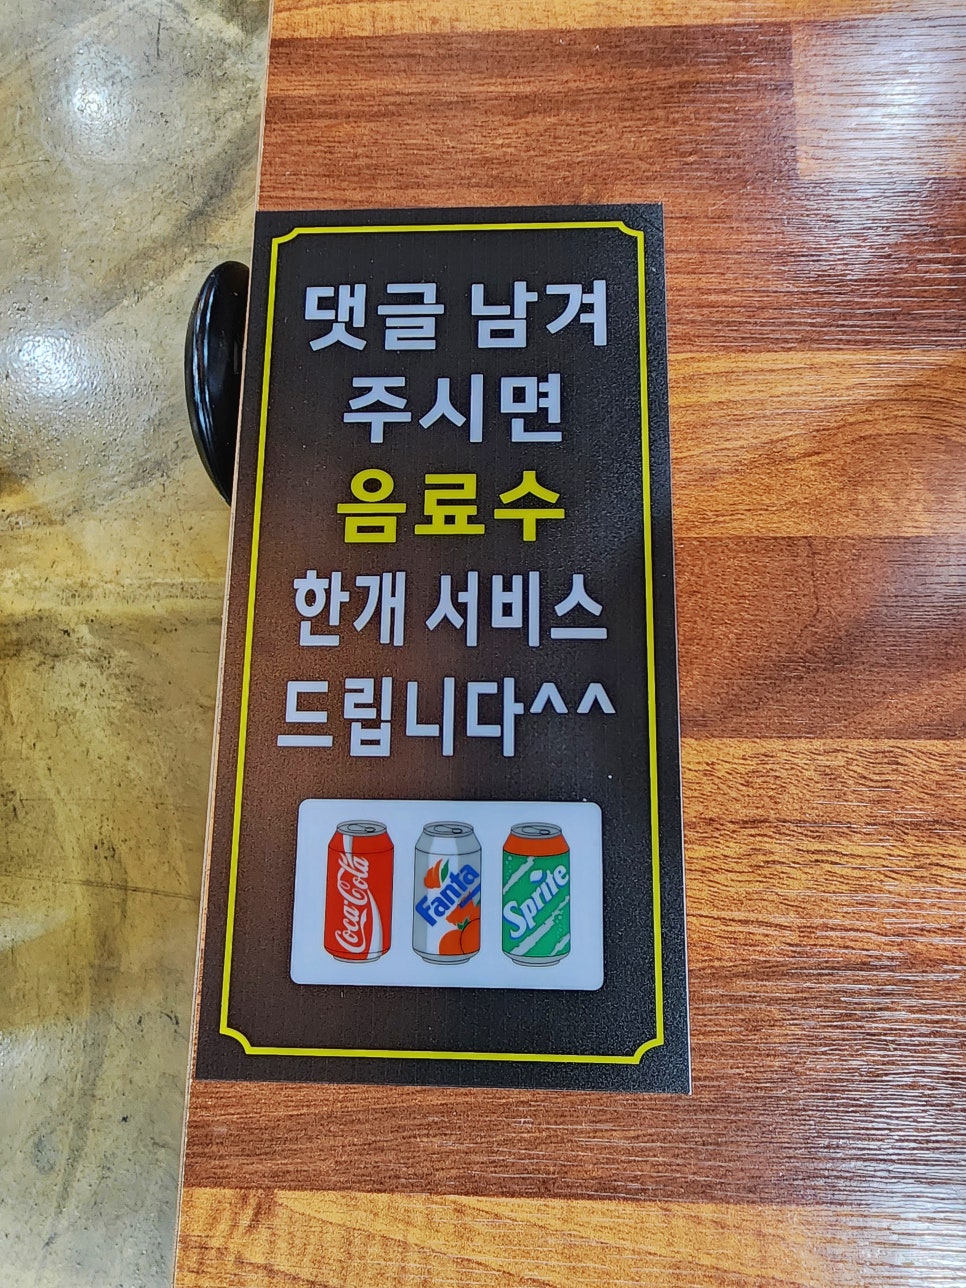 댓글 남겨
주시면
음료수
한개 서비스
드립니다^^
Coca-Cola
Fanta
Sprite